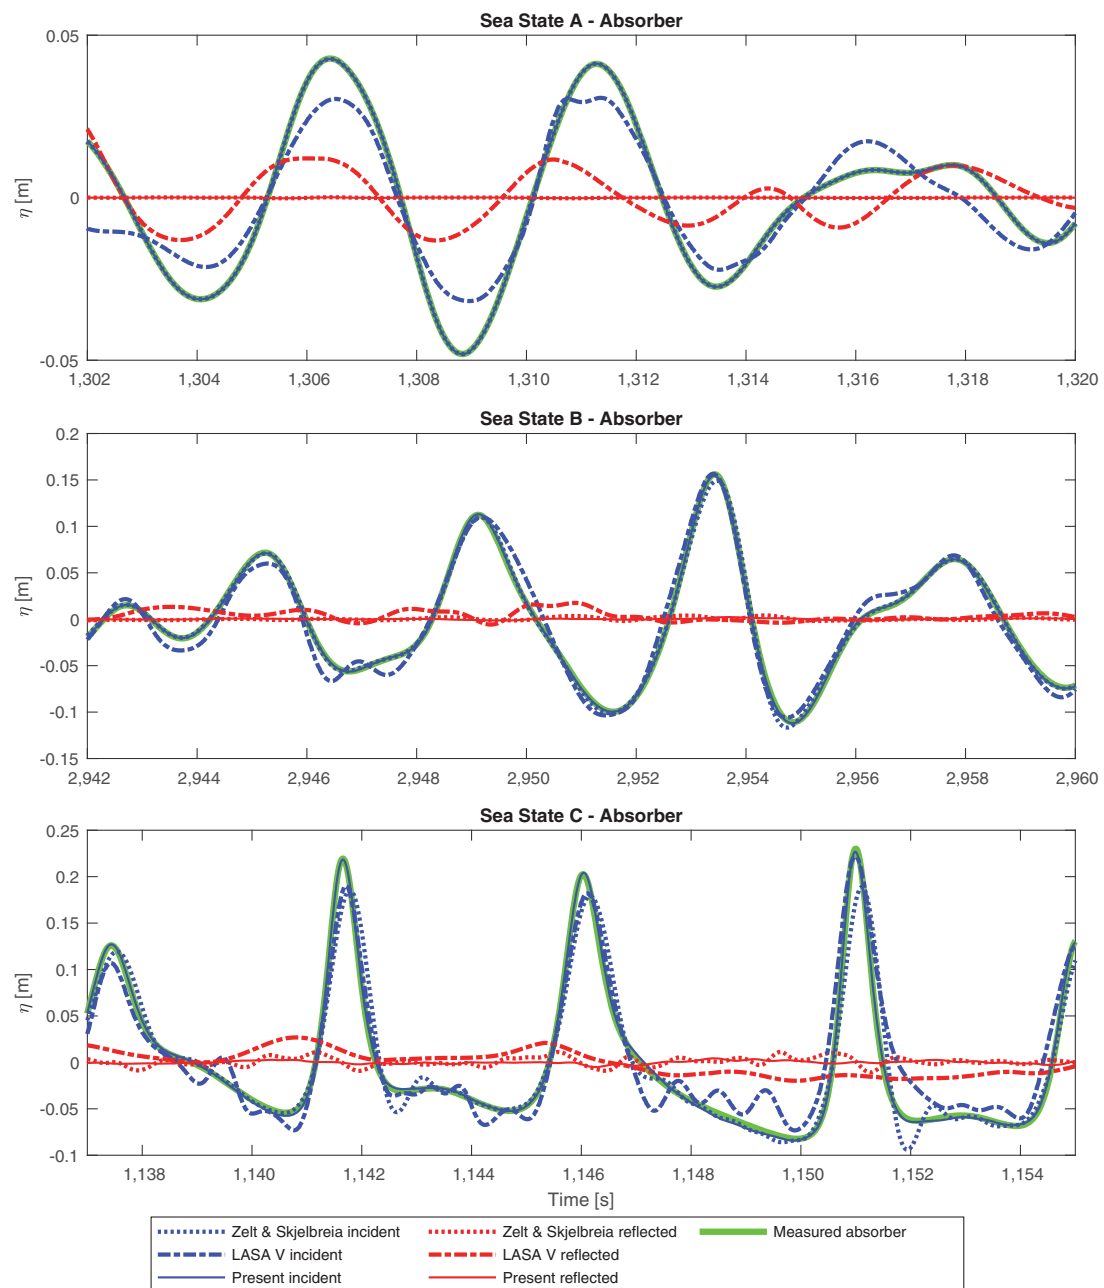 Sea State A - Absorber
0.05
0
-0.05
η [m]
1,302 1,304 1,306 1,308 1,310 1,312 1,314 1,316 1,318 1,320
Sea State B - Absorber
0.2
0.15
0.1
0.05
0
-0.05
-0.1
-0.15
η [m]
2,942 2,944 2,946 2,948 2,950 2,952 2,954 2,956 2,958 2,960
Sea State C - Absorber
0.25
0.2
0.15
0.1
0.05
0
-0.05
-0.1
η [m]
1,138 1,140 1,142 1,144 1,146 1,148 1,150 1,152 1,154
Time [s]
Zelt & Skjelbreia incident Zelt & Skjelbreia reflected Measured absorber
LASA V incident LASA V reflected
Present incident Present reflected